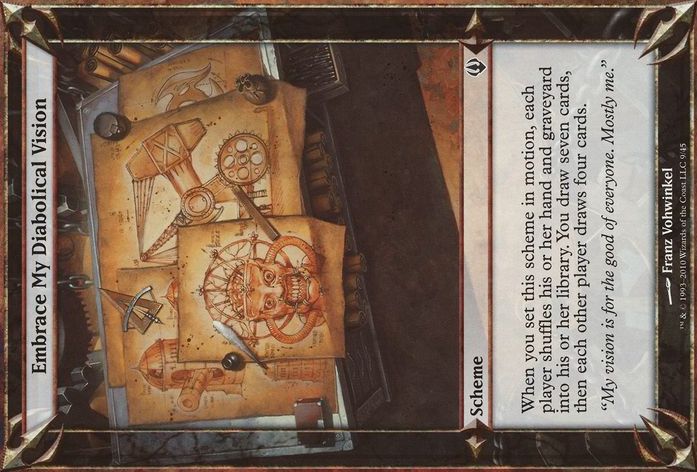 Embrace My Diabolical Vision
Scheme
When you set this scheme in motion, each
player shuffles his or her hand and graveyard
into his or her library. You draw seven cards,
then each other player draws four cards.
“My vision is for the good of everyone. Mostly me.”
Franz Vohwinkel
™ & © 1993–2010 Wizards of the Coast LLC 9/45